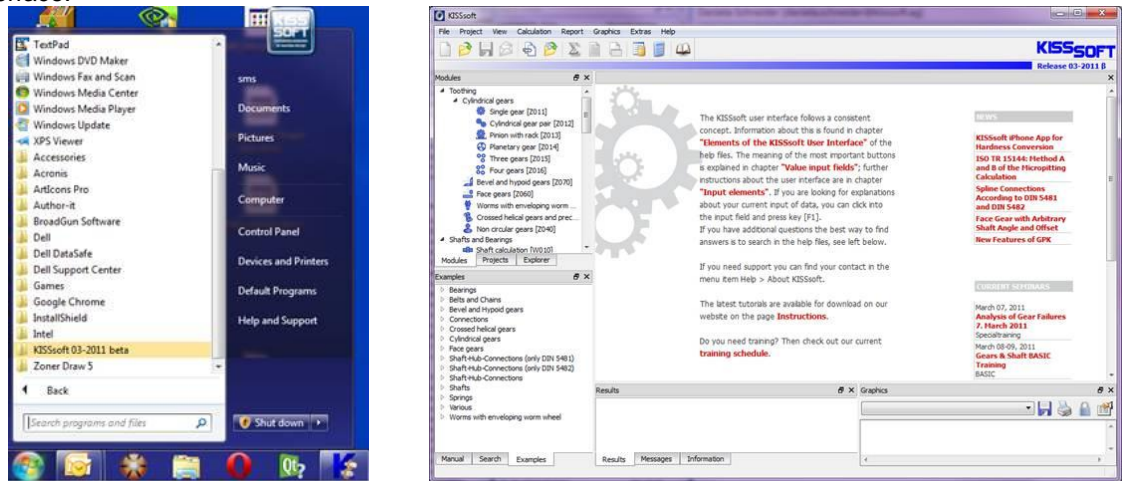 KISS
SOFT
TextPad
Windows DVD Maker
Windows Fax and Scan
Windows Media Center
Windows Media Player
Windows Update
XPS Viewer
Accessories
Acronis
ArtIcons Pro
Author-it
BroadGun Software
Dell
Dell DataSafe
Dell Support Center
Games
Google Chrome
InstallShield
Intel
KISSsoft 03-2011 beta
Zoner Draw 5
Back
Search programs and files
sms
Documents
Pictures
Music
Computer
Control Panel
Devices and Printers
Default Programs
Help and Support
Shut down
Qt
KISSsoft
File Project View Calculation Report Graphics Extras Help
KISSSOFT
Release 03-2011 β
Modules
Toothing
Cylindrical gears
Single gear [Z011]
Cylindrical gear pair [Z012]
Pinion with rack [Z013]
Planetary gear [Z014]
Three gears [Z015]
Four gears [Z016]
Bevel and hypoid gears [Z070]
Face gears [Z060]
Worms with enveloping worm ...
Crossed helical gears and prec...
Non circular gears [Z040]
Shafts and Bearings
Shaft calculation [W010]
Modules Projects Explorer
Examples
Bearings
Belts and Chains
Bevel and Hypoid gears
Connections
Crossed helical gears
Cylindrical gears
Face gears
Shaft-Hub-Connections (only DIN 5481)
Shaft-Hub-Connections (only DIN 5482)
Shaft-Hub-Connections
Shafts
Springs
Various
Worms with enveloping worm wheel
Manual Search Examples
The KISSsoft user interface follows a consistent
concept. Information about this is found in chapter
"Elements of the KISSsoft User Interface" of the
help files. The meaning of the most important buttons
is explained in chapter "Value input fields"; further
instructions about the user interface are in chapter
"Input elements". If you are looking for explanations
about your current input of data, you can click into
the input field and press key [F1].
If you have additional questions the best way to find
answers is to search in the help files, see left below.
If you need support you can find your contact in the
menu item Help > About KISSsoft.
The latest tutorials are available for download on our
website on the page Instructions.
Do you need training? Then check out our current
training schedule.
NEWS
KISSsoft iPhone App for
Hardness Conversion
ISO TR 15144: Method A
and B of the Micropitting
Calculation
Spline Connections
According to DIN 5481
and DIN 5482
Face Gear with Arbitrary
Shaft Angle and Offset
New Features of GPK
CURRENT SEMINARS
March 07, 2011
Analysis of Gear Failures
7. March 2011
Specialtraining
March 08-09, 2011
Gears & Shaft BASIC
Training
BASIC
Results
Graphics
Results Messages Information